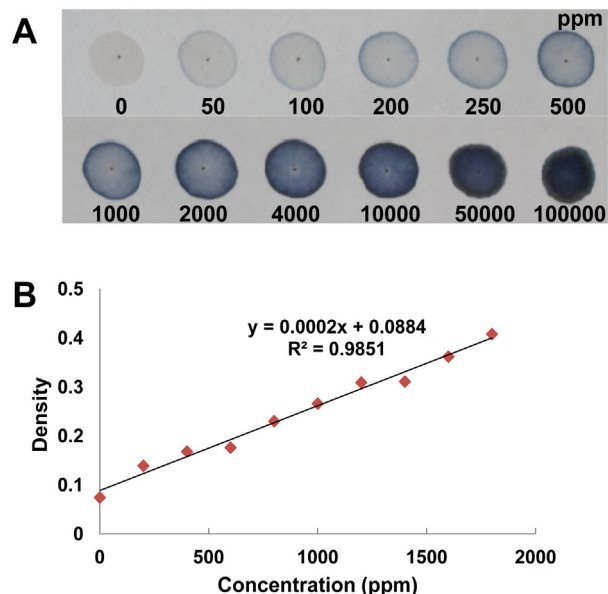 A
ppm
0 50 100 200 250 500
1000 2000 4000 10000 50000 100000
B
0.5
0.4
0.3
0.2
0.1
0
y = 0.0002x + 0.0884
R² = 0.9851
Density
0 500 1000 1500 2000
Concentration (ppm)